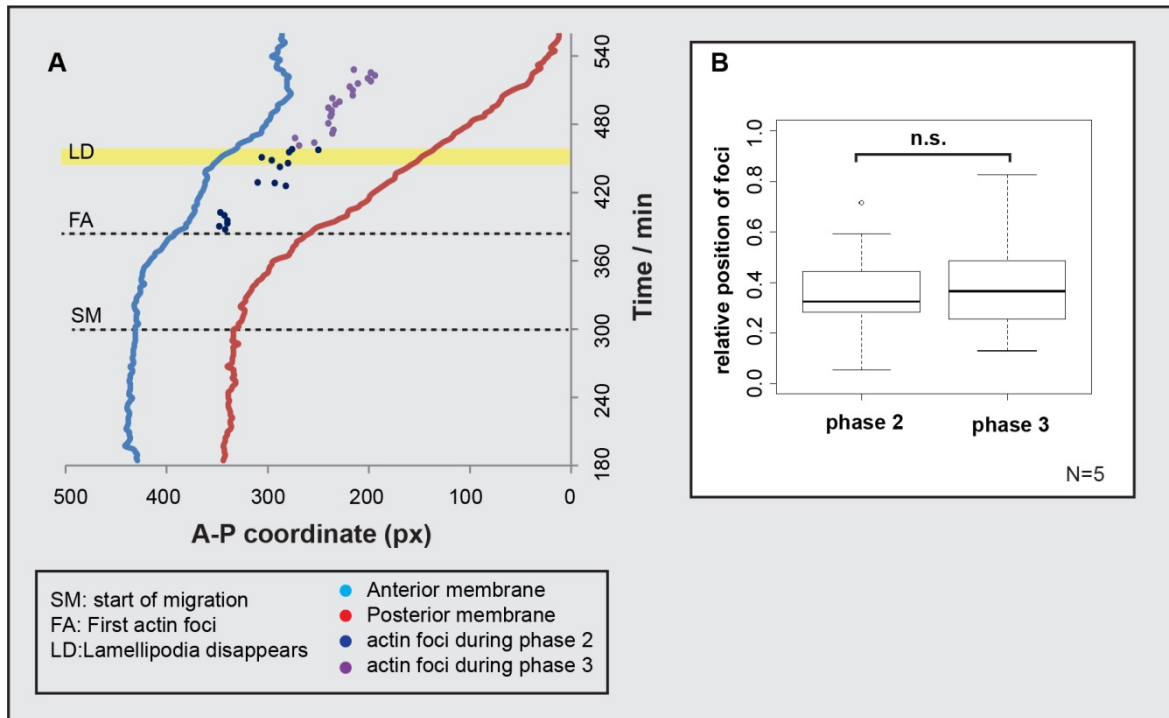 A
LD
FA
SM
540
480
420
360
300
240
180
Time / min
500 400 300 200 100 0
A-P coordinate (px)
SM: start of migration
FA: First actin foci
LD:Lamellipodia disappears
Anterior membrane
Posterior membrane
actin foci during phase 2
actin foci during phase 3
B
n.s.
1.0
0.8
0.6
0.4
0.2
0.0
relative position of foci
phase 2 phase 3
N=5